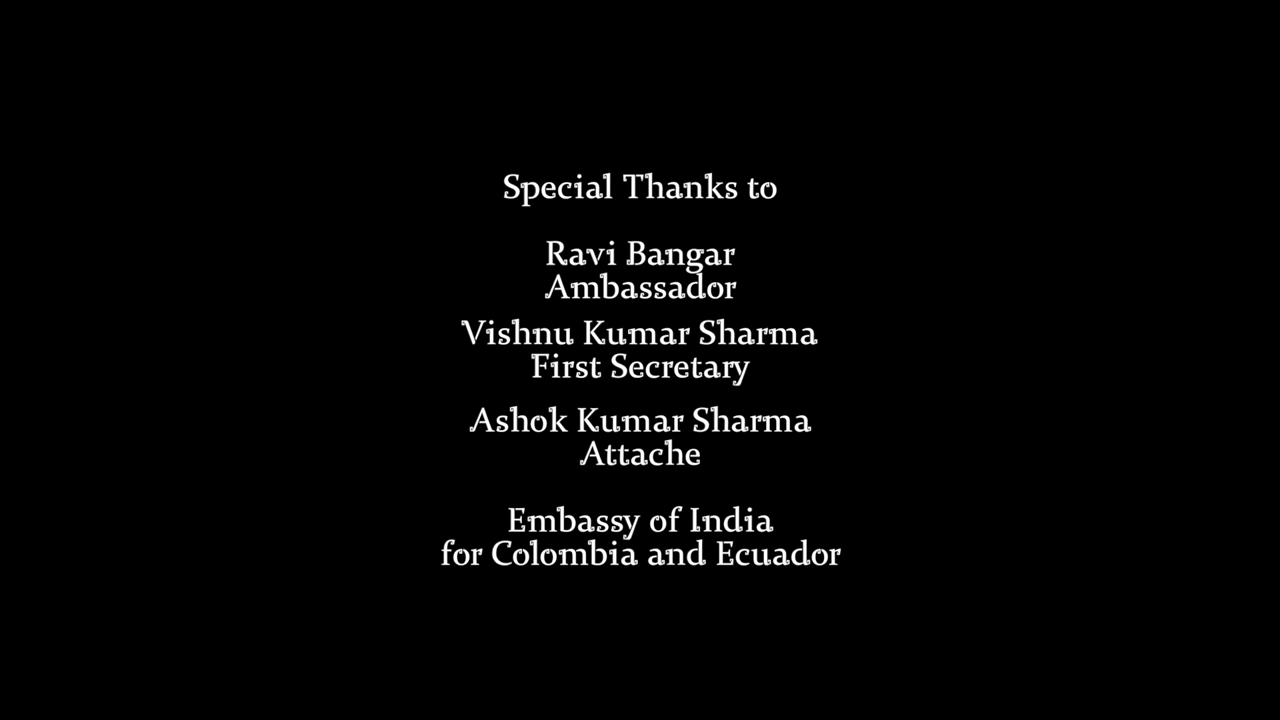 Special Thanks to
Ravi Bangar
Ambassador
Vishnu Kumar Sharma
First Secretary
Ashok Kumar Sharma
Attache
Embassy of India
for Colombia and Ecuador